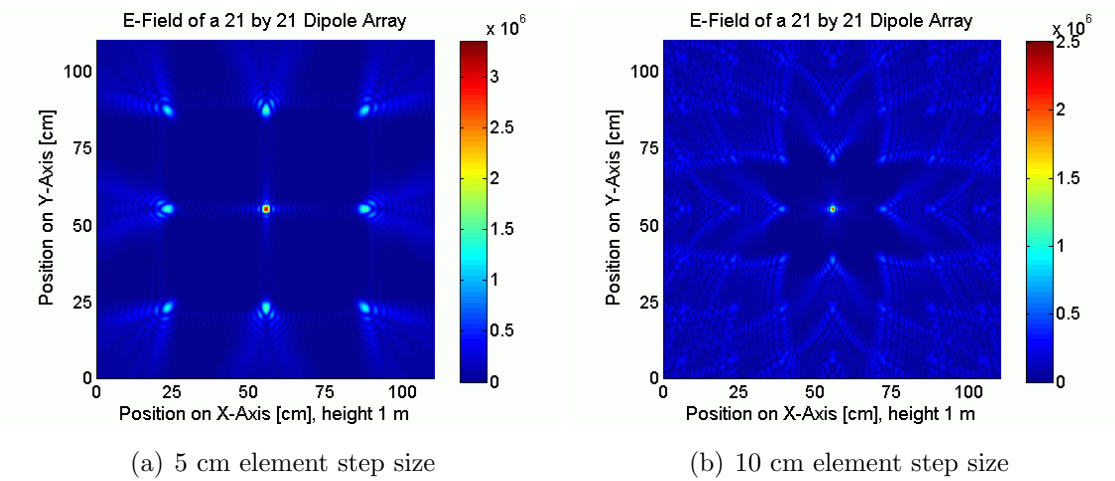 E-Field of a 21 by 21 Dipole Array
x 10^6
3
2.5
2
1.5
1
0.5
0
100
75
50
25
0
Position on Y-Axis [cm]
0 25 50 75 100
Position on X-Axis [cm], height 1 m
(a) 5 cm element step size
E-Field of a 21 by 21 Dipole Array
x 10^6
2.5
2
1.5
1
0.5
0
100
75
50
25
0
Position on Y-Axis [cm]
0 25 50 75 100
Position on X-Axis [cm], height 1 m
(b) 10 cm element step size